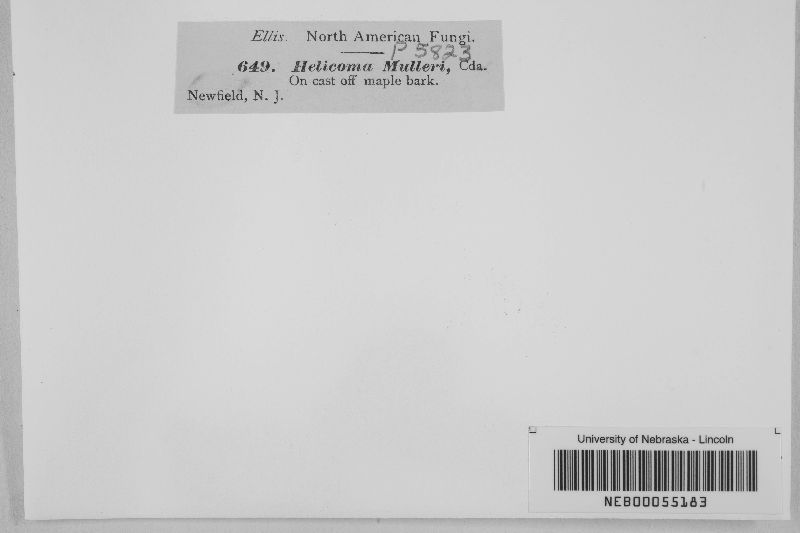 Ellis. North American Fungi.
P 5823
649. Helicoma Mulleri, Cda.
On cast off maple bark.
Newfield, N. J.
University of Nebraska - Lincoln
NEB00055183